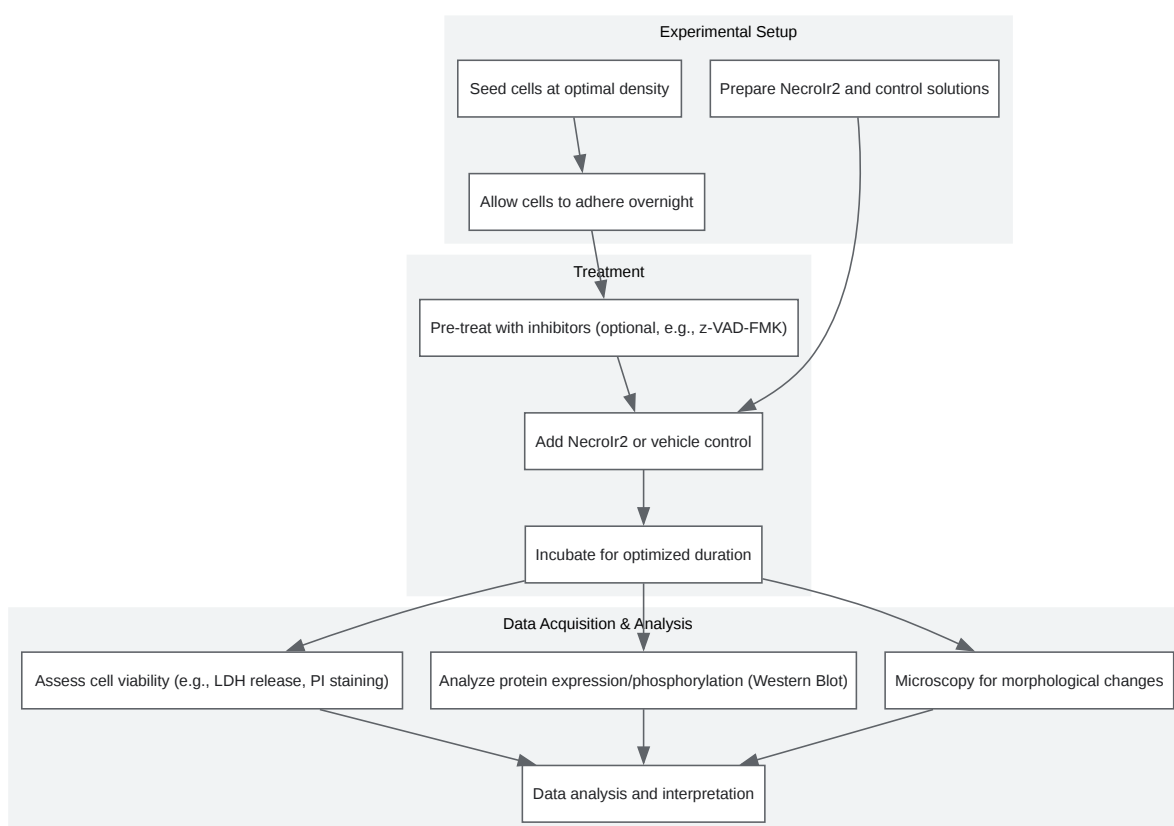 Experimental Setup
Seed cells at optimal density
Prepare NecroIr2 and control solutions
Allow cells to adhere overnight
Treatment
Pre-treat with inhibitors (optional, e.g., z-VAD-FMK)
Add NecroIr2 or vehicle control
Incubate for optimized duration
Data Acquisition & Analysis
Assess cell viability (e.g., LDH release, PI staining)
Analyze protein expression/phosphorylation (Western Blot)
Microscopy for morphological changes
Data analysis and interpretation